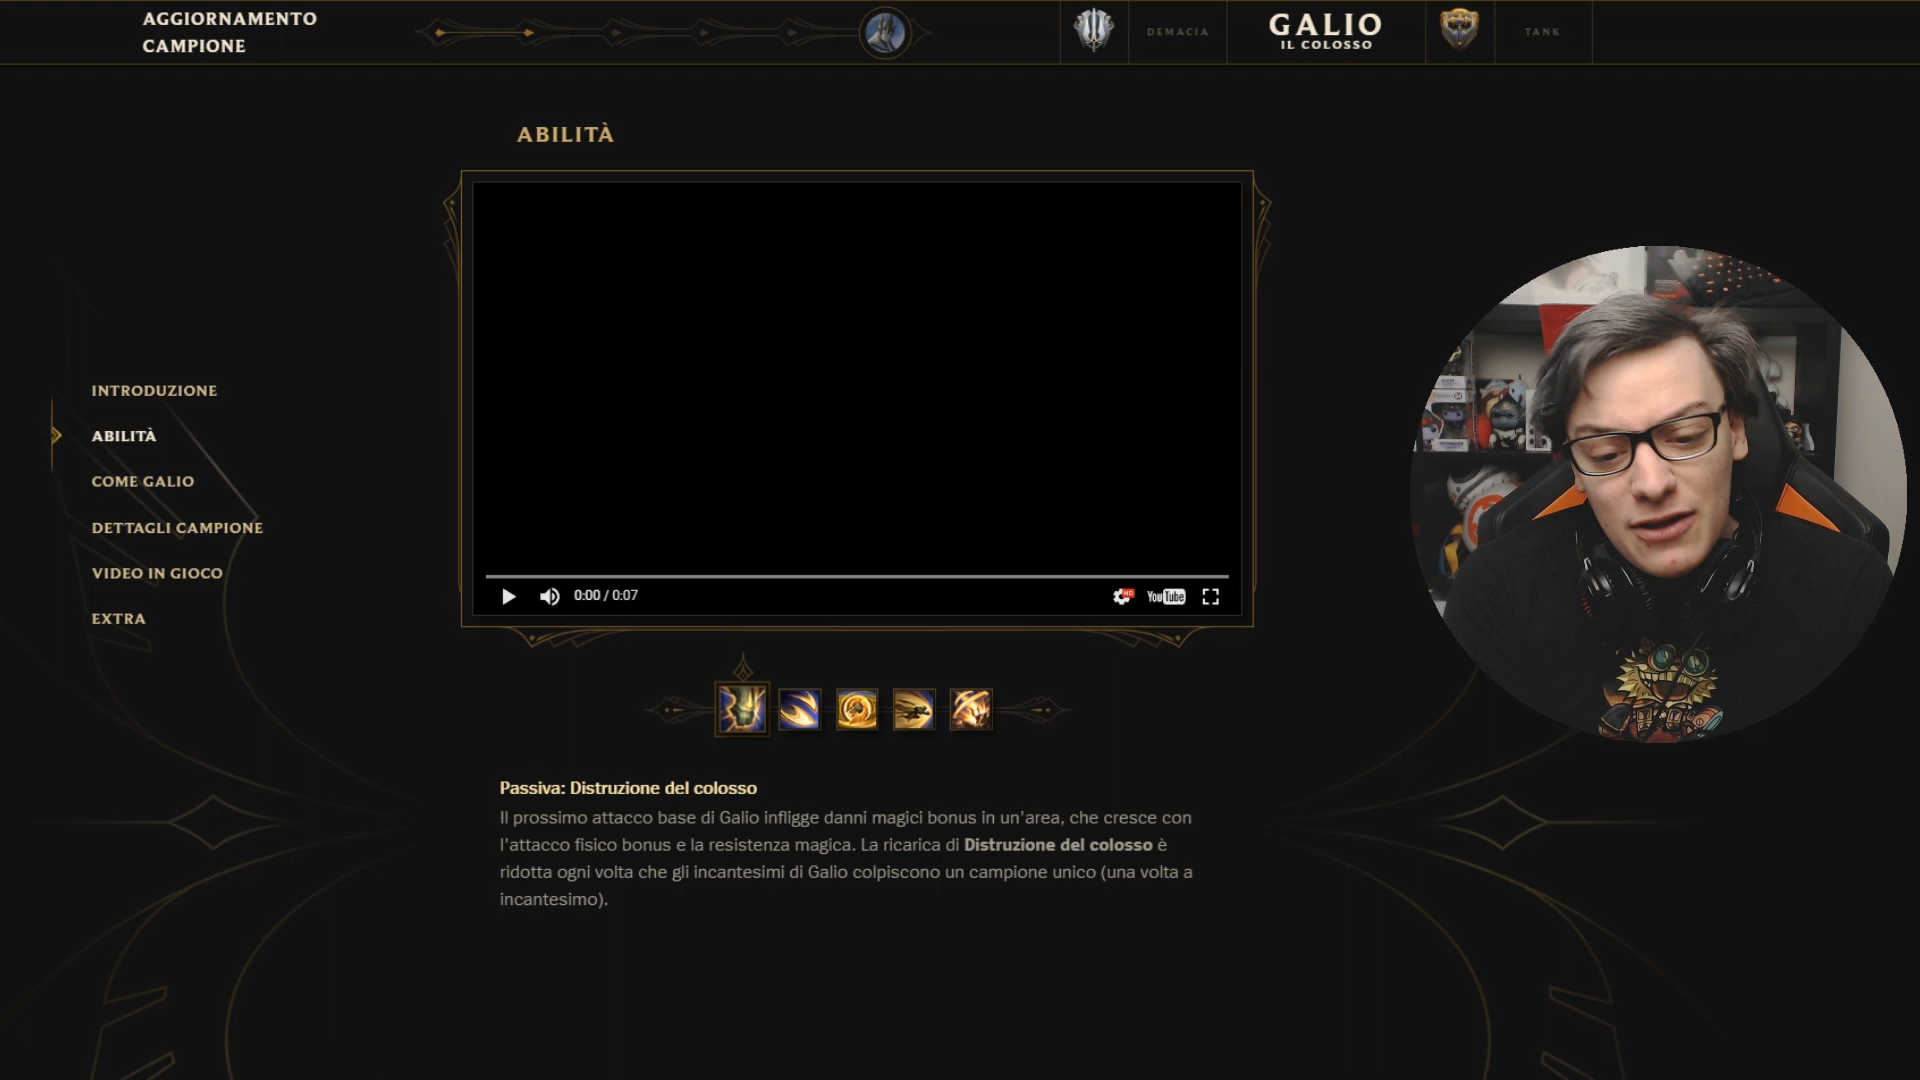 AGGIORNAMENTO
CAMPIONE
DEMACIA
GALIO
IL COLOSSO
TANK
ABILITÀ
INTRODUZIONE
ABILITÀ
COME GALIO
DETTAGLI CAMPIONE
VIDEO IN GIOCO
EXTRA
0:00 / 0:07
HD
YouTube
Passiva: Distruzione del colosso
Il prossimo attacco base di Galio infligge danni magici bonus in un'area, che cresce con
l'attacco fisico bonus e la resistenza magica. La ricarica di Distruzione del colosso è
ridotta ogni volta che gli incantesimi di Galio colpiscono un campione unico (una volta a
incantesimo).